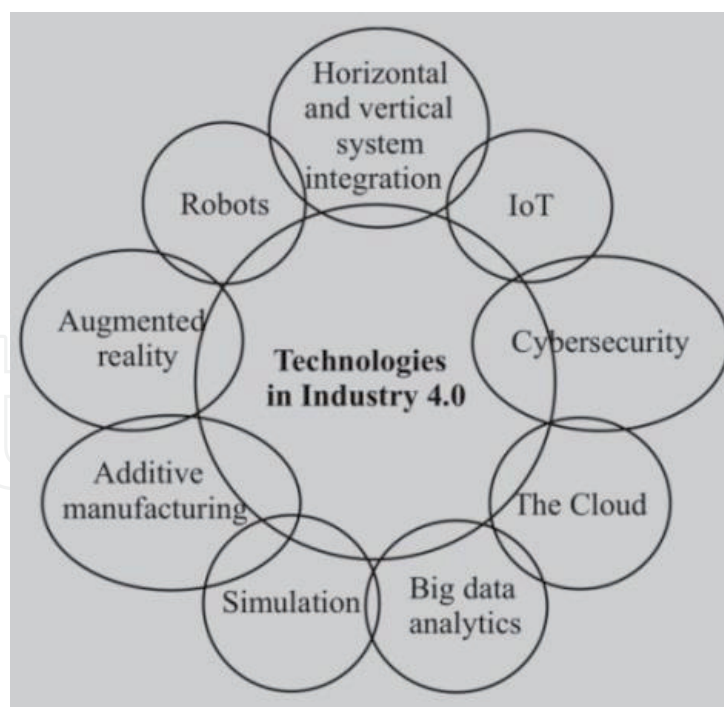 Horizontal
and vertical
system
integration
IoT
Cybersecurity
The Cloud
Big data
analytics
Simulation
Additive
manufacturing
Augmented
reality
Robots
Technologies
in Industry 4.0